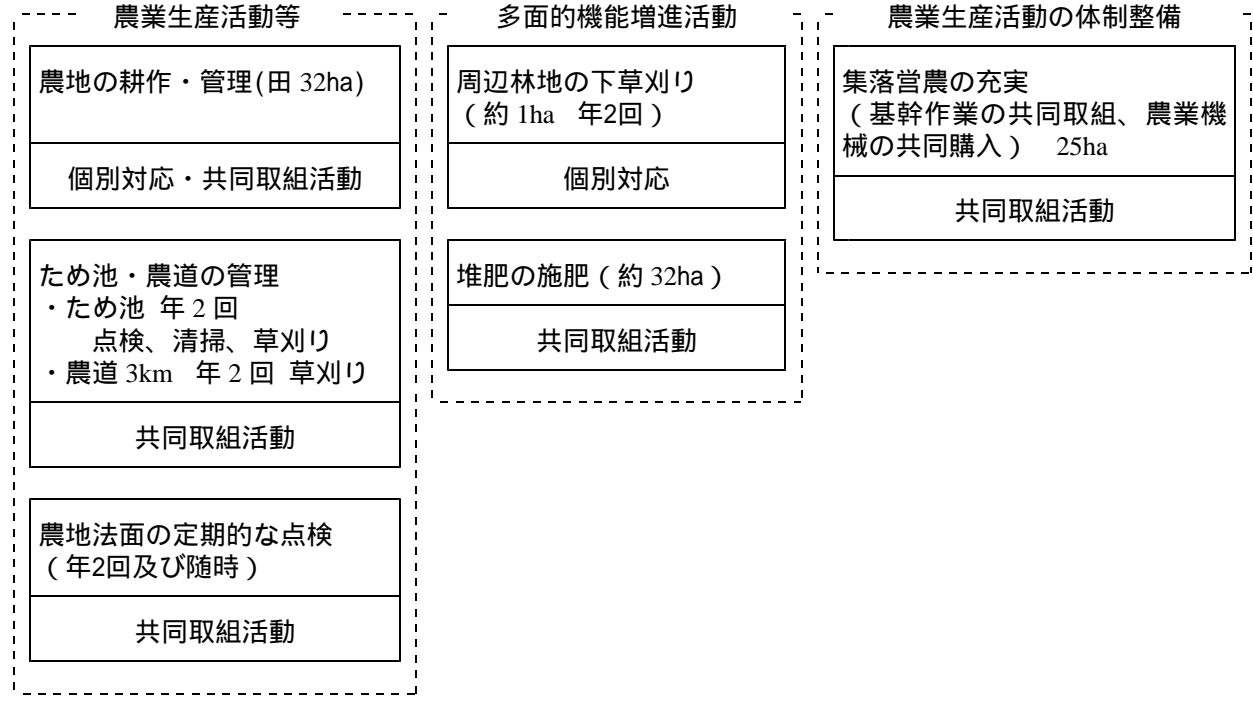 農業生産活動等
農地の耕作・管理(田 32ha)
個別対応・共同取組活動
ため池・農道の管理
・ため池 年２回
点検、清掃、草刈り
・農道 3km 年２回 草刈り
共同取組活動
農地法面の定期的な点検
（年2回及び随時）
共同取組活動
多面的機能増進活動
周辺林地の下草刈り
（約 1ha 年2回）
個別対応
堆肥の施肥（約 32ha）
共同取組活動
農業生産活動の体制整備
集落営農の充実
（基幹作業の共同取組、農業機
械の共同購入） 25ha
共同取組活動